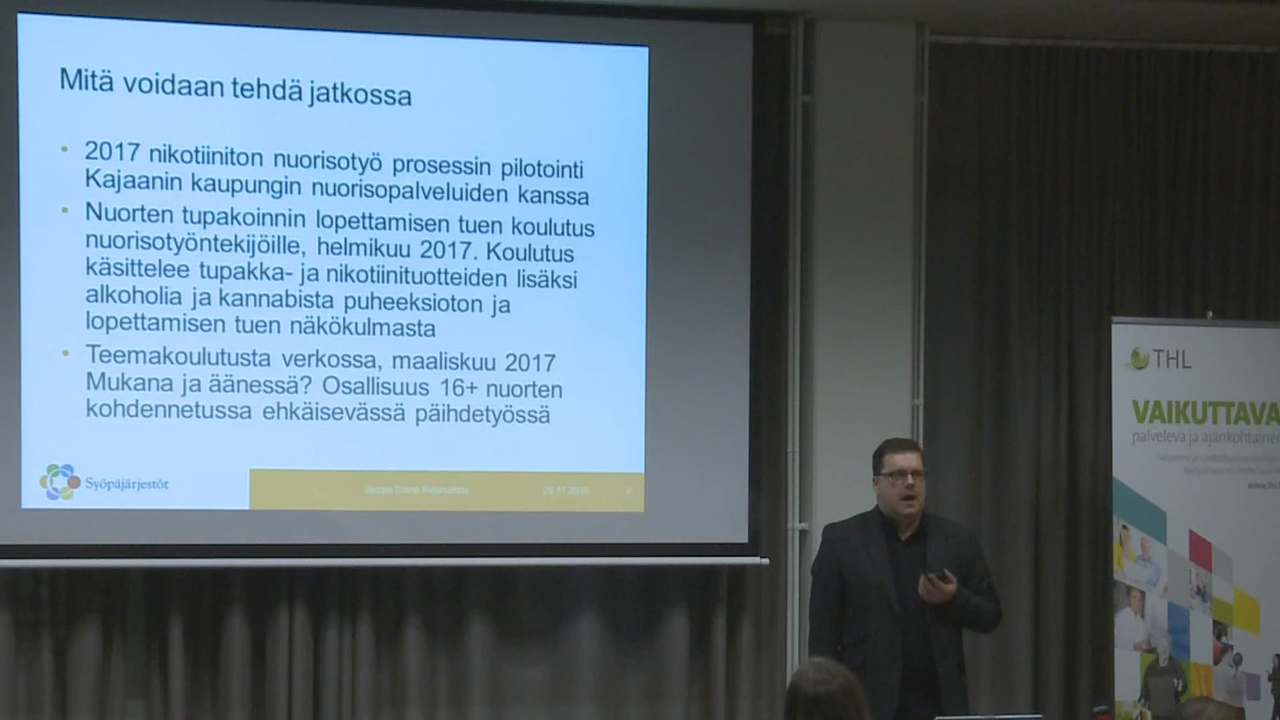 Mitä voidaan tehdä jatkossa
• 2017 nikotiiniton nuorisotyö prosessin pilotointi
Kajaanin kaupungin nuorisopalveluiden kanssa
• Nuorten tupakoinnin lopettamisen tuen koulutus
nuorisotyöntekijöille, helmikuu 2017. Koulutus
käsittelee tupakka- ja nikotiinituotteiden lisäksi
alkoholia ja kannabista puheeksioton ja
lopettamisen tuen näkökulmasta
• Teemakoulutusta verkossa, maaliskuu 2017
Mukana ja äänessä? Osallisuus 16+ nuorten
kohdennetussa ehkäisevässä päihdetyössä
Syöpäjärjestöt
THL
VAIKUTTAVA
palveleva ja ajankohtainen